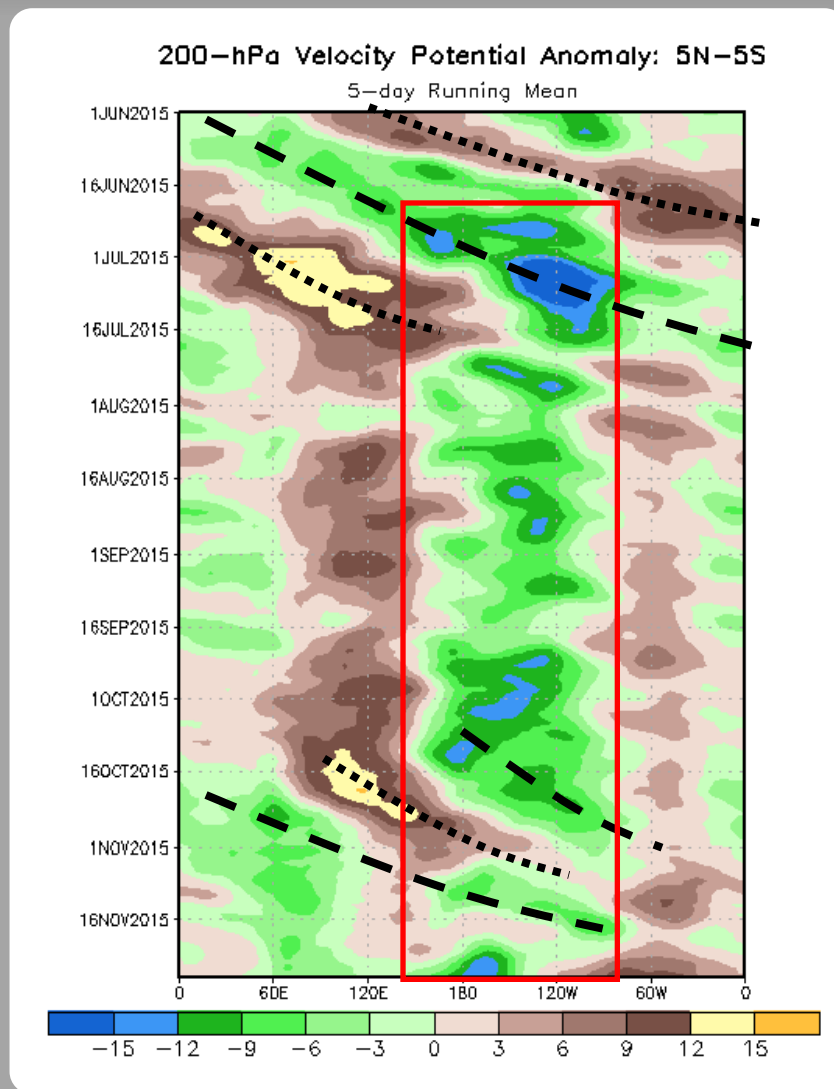 200-hPa Velocity Potential Anomaly: 5N-5S
5-day Running Mean
1JUN2015
16JUN2015
1JUL2015
16JUL2015
1AUG2015
16AUG2015
1SEP2015
16SEP2015
1OCT2015
16OCT2015
1NOV2015
16NOV2015
0 60E 120E 180 120W 60W 0
-15 -12 -9 -6 -3 0 3 6 9 12 15